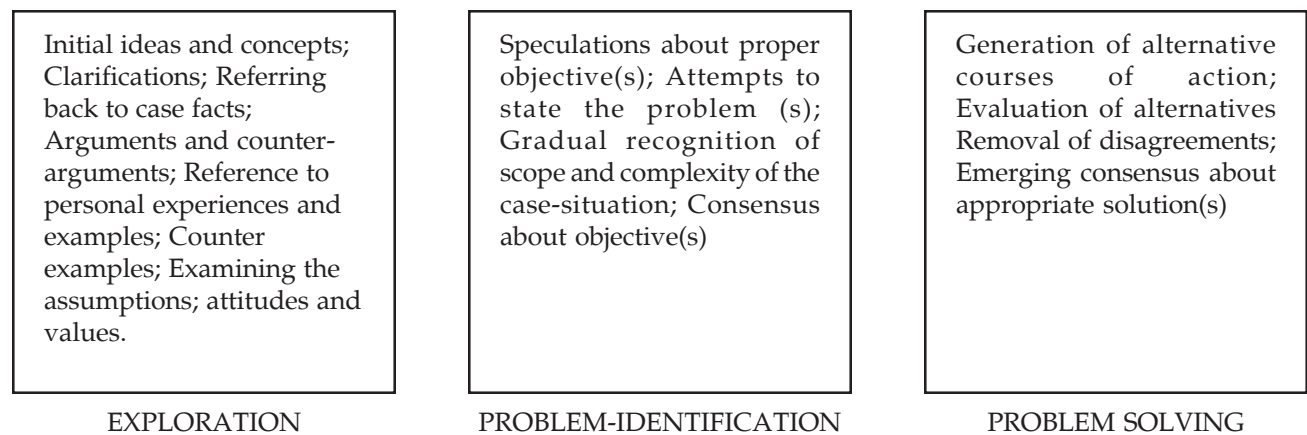 Initial ideas and concepts;
Clarifications; Referring
back to case facts;
Arguments and counter-
arguments; Reference to
personal experiences and
examples; Counter
examples; Examining the
assumptions; attitudes and
values.
EXPLORATION
Speculations about proper
objective(s); Attempts to
state the problem (s);
Gradual recognition of
scope and complexity of the
case-situation; Consensus
about objective(s)
PROBLEM-IDENTIFICATION
Generation of alternative
courses of action;
Evaluation of alternatives
Removal of disagreements;
Emerging consensus about
appropriate solution(s)
PROBLEM SOLVING